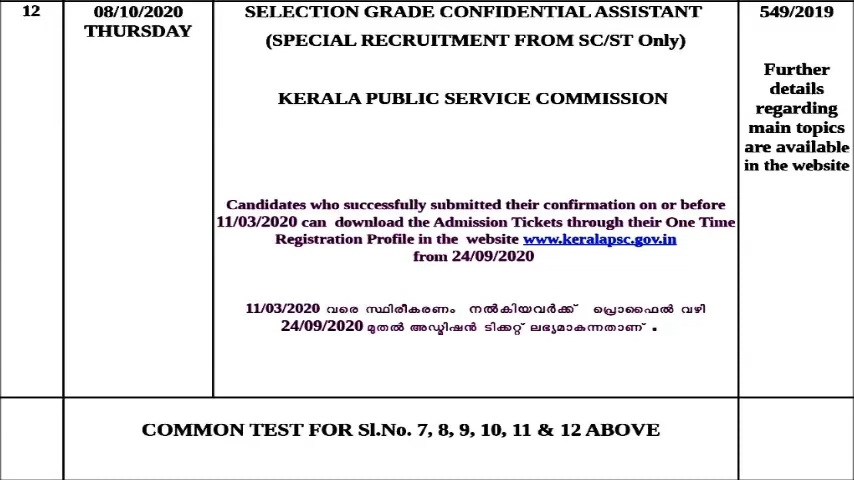 12
08/10/2020
THURSDAY
SELECTION GRADE CONFIDENTIAL ASSISTANT
(SPECIAL RECRUITMENT FROM SC/ST Only)
KERALA PUBLIC SERVICE COMMISSION
Candidates who successfully submitted their confirmation on or before
11/03/2020 can download the Admission Tickets through their One Time
Registration Profile in the website www.keralapsc.gov.in
from 24/09/2020
11/03/2020 വരെ സ്ഥിരീകരണം നൽകിയവർക്ക് പ്രൊഫൈൽ വഴി
24/09/2020 മുതൽ അഡ്മിഷൻ ടിക്കറ്റ് ലഭ്യമാകുന്നതാണ് .
549/2019
Further
details
regarding
main topics
are available
in the website
COMMON TEST FOR Sl.No. 7, 8, 9, 10, 11 & 12 ABOVE